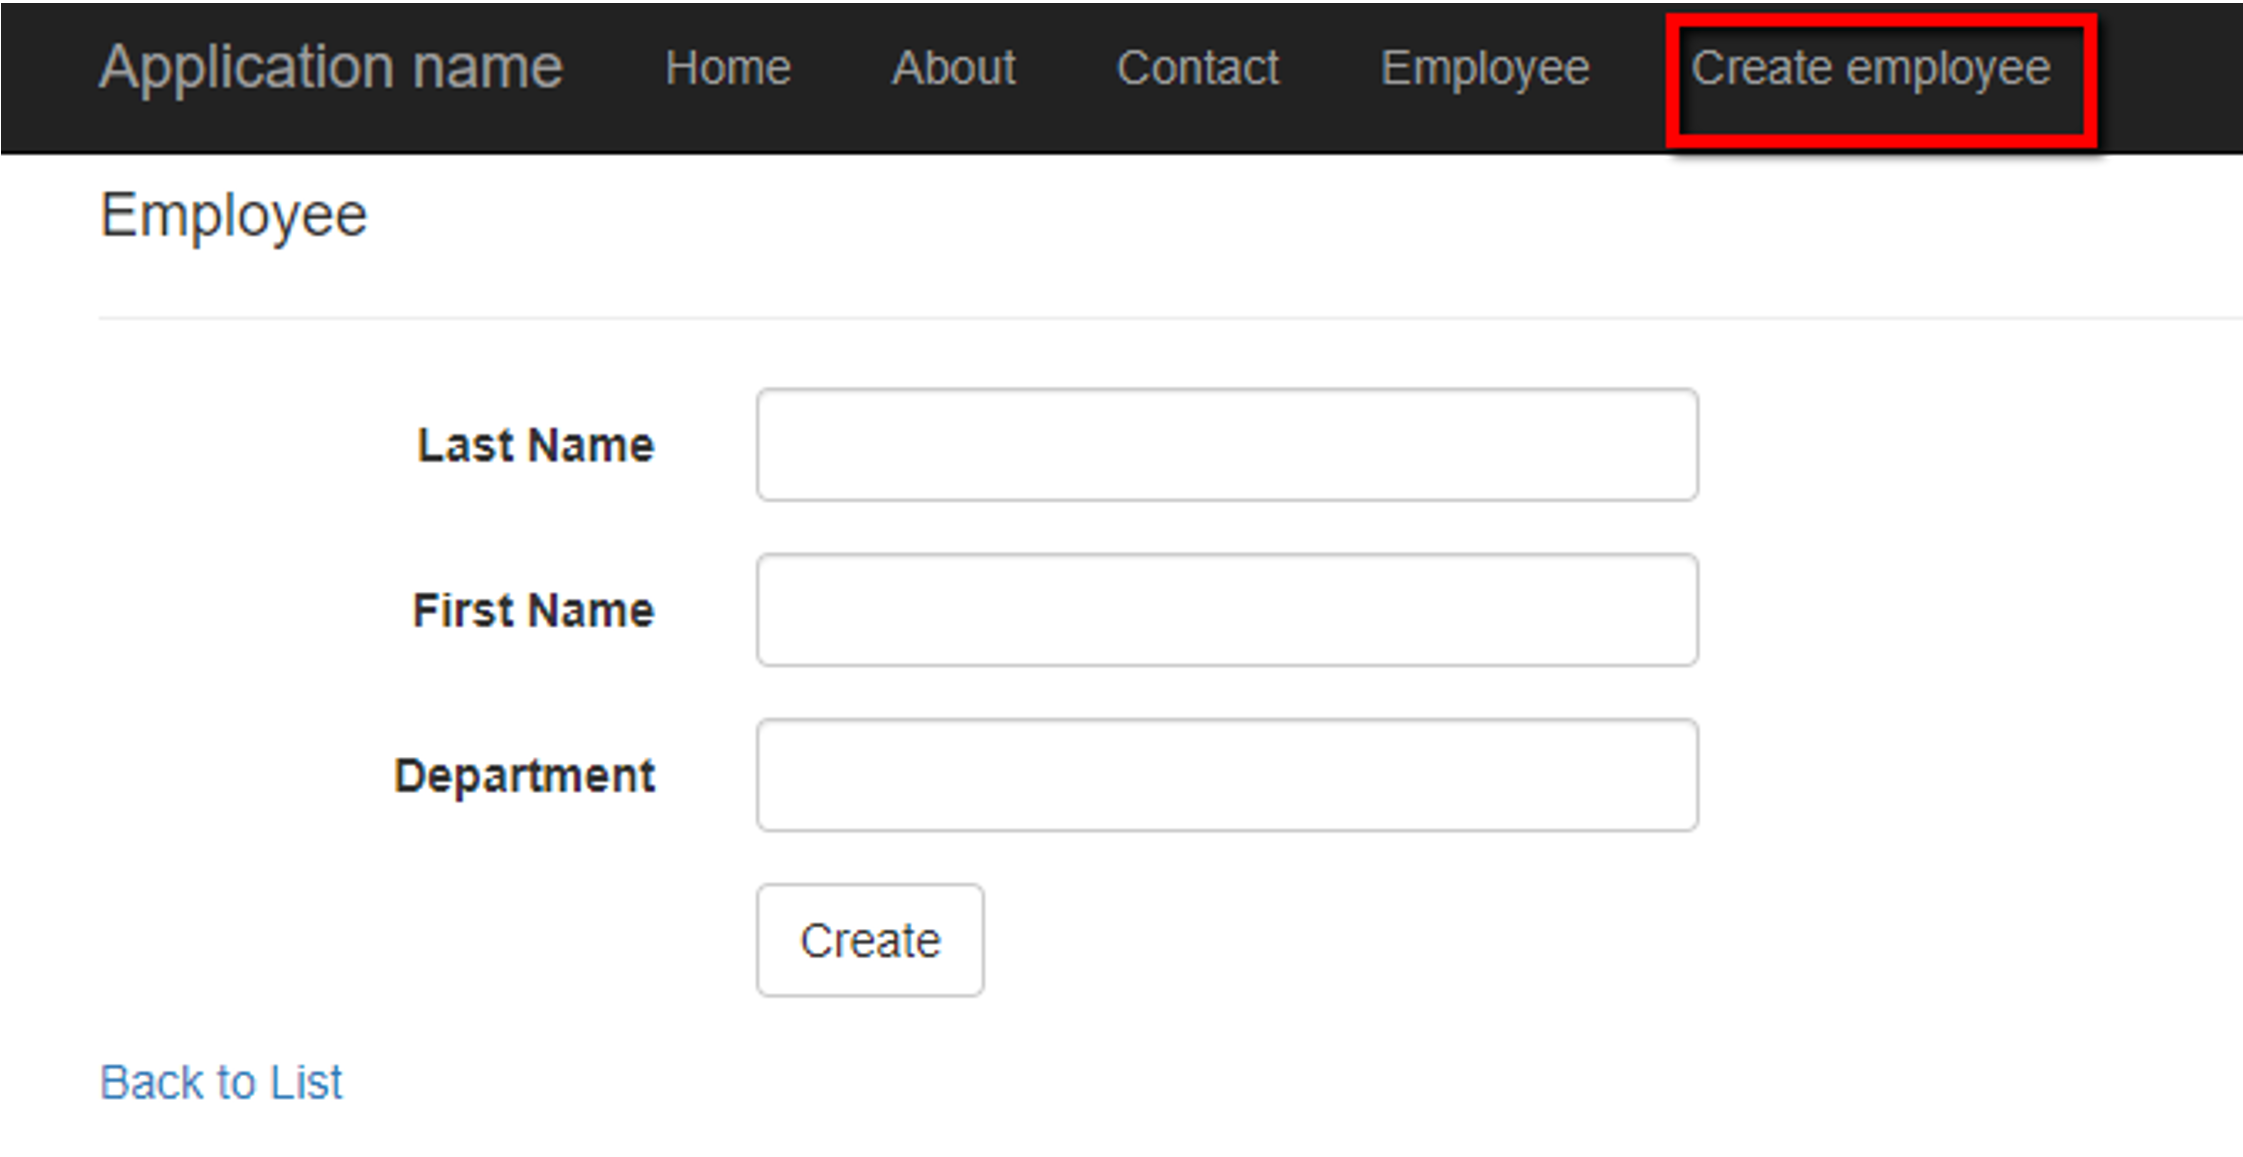 Application name Home About Contact Employee Create employee
Employee
Last Name
First Name
Department
Create
Back to List